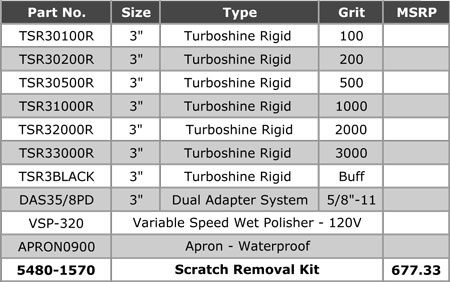 Part No. Size Type Grit MSRP
TSR30100R 3" Turboshine Rigid 100
TSR30200R 3" Turboshine Rigid 200
TSR30500R 3" Turboshine Rigid 500
TSR31000R 3" Turboshine Rigid 1000
TSR32000R 3" Turboshine Rigid 2000
TSR33000R 3" Turboshine Rigid 3000
TSR3BLACK 3" Turboshine Rigid Buff
DAS35/8PD 3" Dual Adapter System 5/8"-11
VSP-320 Variable Speed Wet Polisher - 120V
APRON0900 Apron - Waterproof
5480-1570 Scratch Removal Kit 677.33